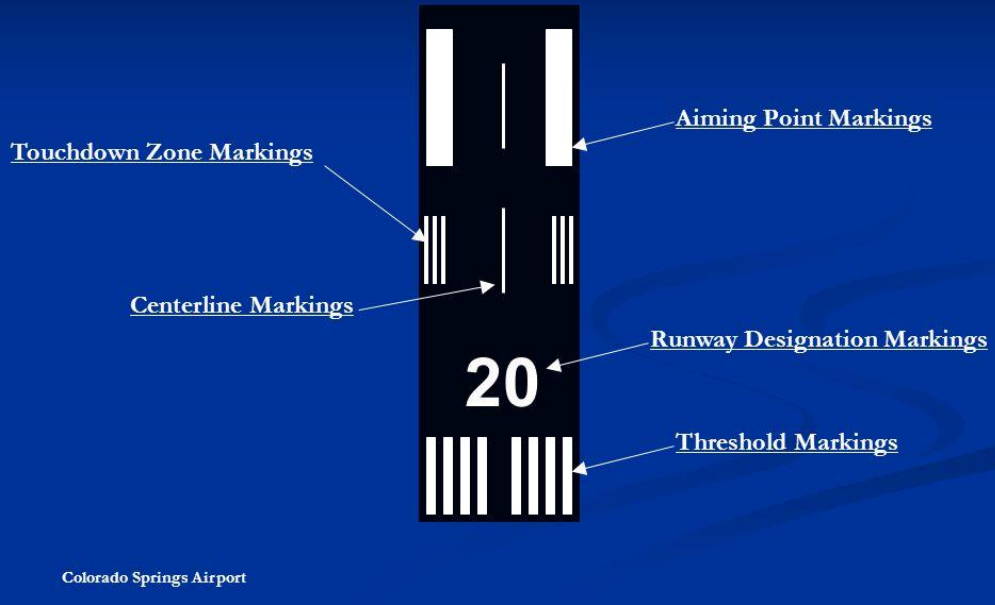 Aiming Point Markings
Touchdown Zone Markings
Centerline Markings
Runway Designation Markings
20
Threshold Markings
Colorado Springs Airport